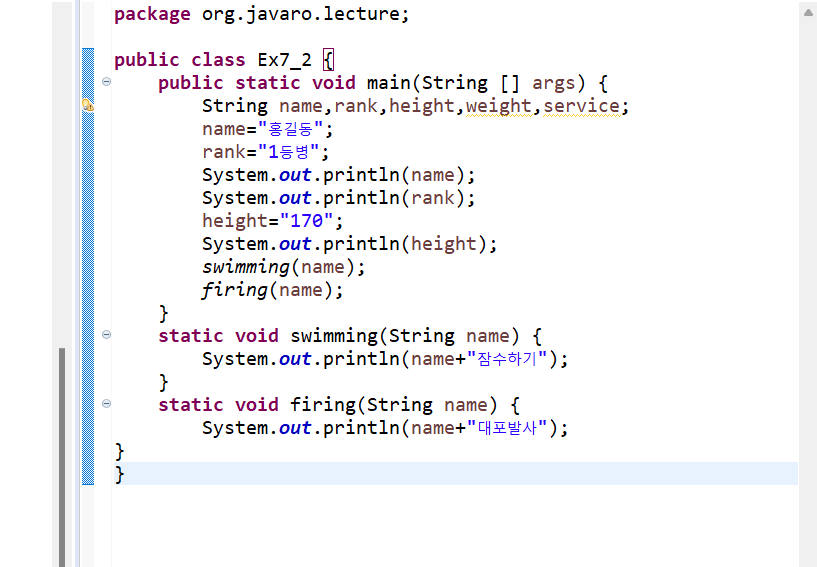 package org.javaro.lecture;
public class Ex7_2 {
public static void main(String [] args) {
String name,rank,height,weight,service;
name="홍길동";
rank="1등병";
System.out.println(name);
System.out.println(rank);
height="170";
System.out.println(height);
swimming(name);
firing(name);
}
static void swimming(String name) {
System.out.println(name+"잠수하기");
}
static void firing(String name) {
System.out.println(name+"대포발사");
}
}